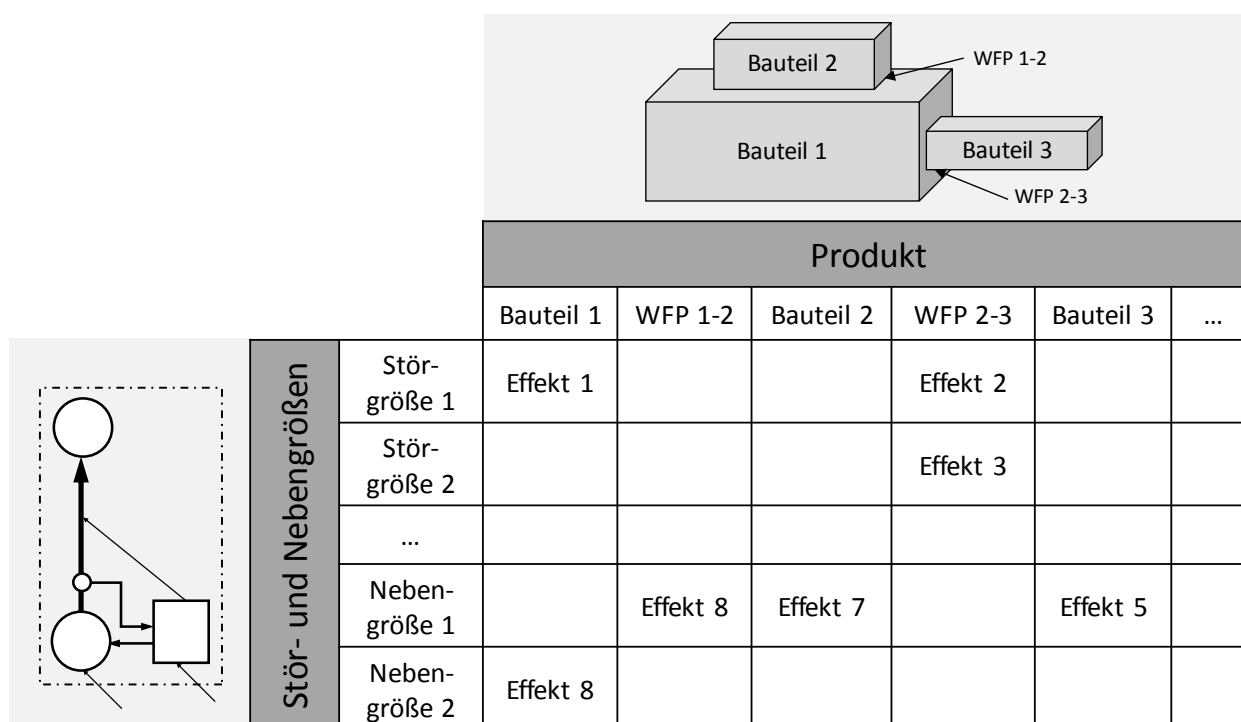 Bauteil 2
WFP 1-2
Bauteil 1
Bauteil 3
WFP 2-3
Produkt
Bauteil 1 WFP 1-2 Bauteil 2 WFP 2-3 Bauteil 3 ...
Stör- und Nebengrößen
Stör-
größe 1
Effekt 1 Effekt 2
Stör-
größe 2
Effekt 3
...
Neben-
größe 1
Effekt 8 Effekt 7 Effekt 5
Neben-
größe 2
Effekt 8